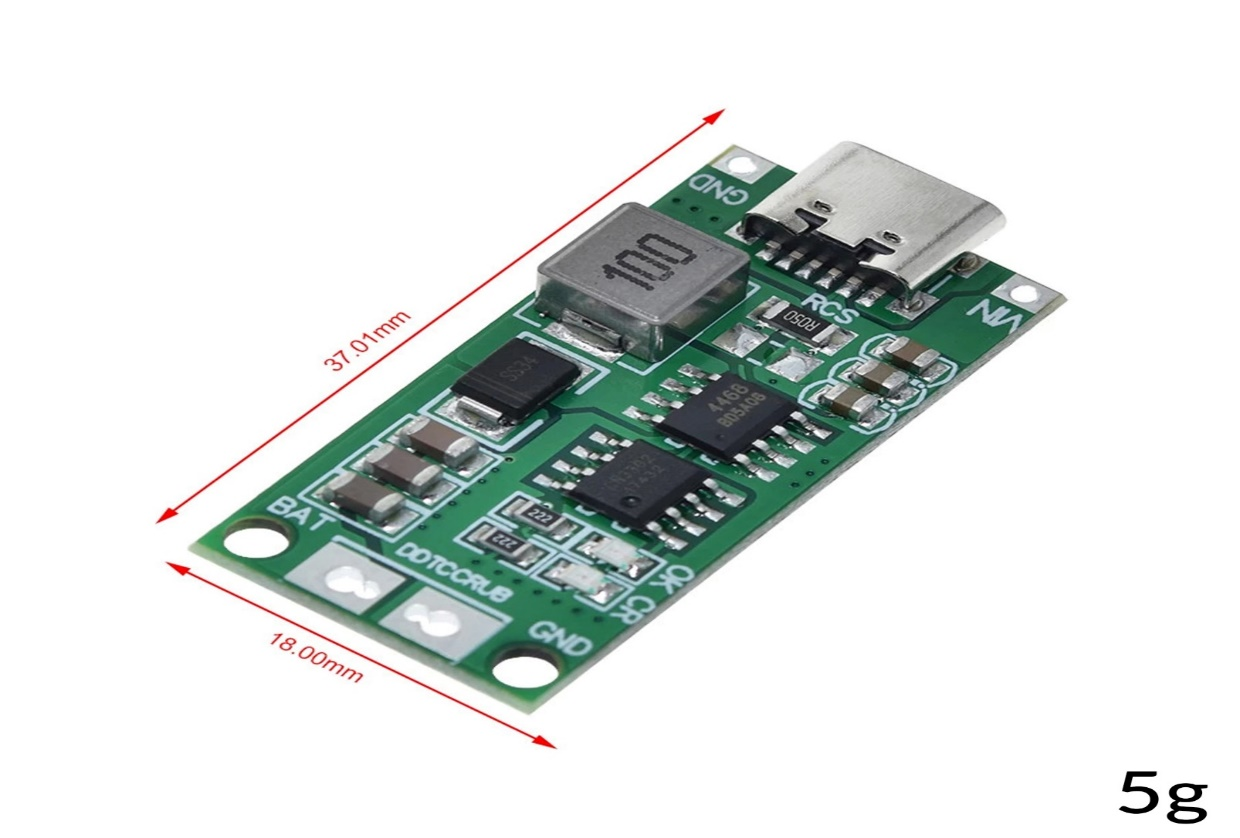 GND
100
37.01mm
RCS
R050
VIN
SS34
4468
B05A08
BAT
222
222
DDTCCRUB
OK
CR
GND
18.00mm
5g